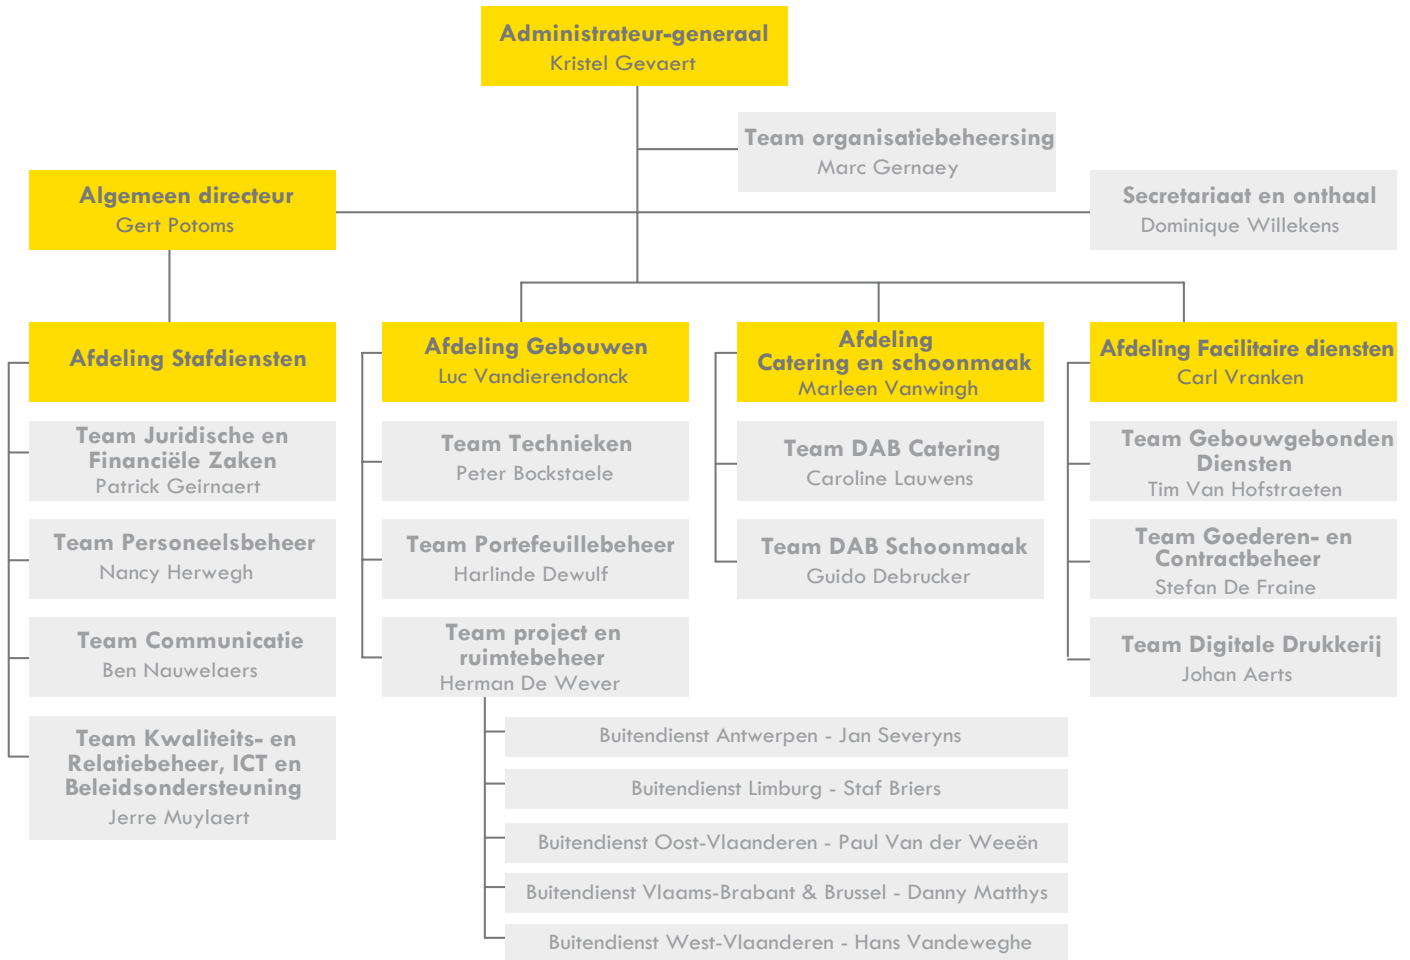 Administrateur-generaal
Kristel Gevaert
Team organisatiebeheersing
Marc Gernaey
Algemeen directeur
Gert Potoms
Secretariaat en onthaal
Dominique Willekens
Afdeling Stafdiensten
Team Juridische en
Financiële Zaken
Patrick Geirnaert
Team Personeelsbeheer
Nancy Herwegh
Team Communicatie
Ben Nauwelaers
Team Kwaliteits- en
Relatiebeheer, ICT en
Beleidsondersteuning
Jerre Muylaert
Afdeling Gebouwen
Luc Vandierendonck
Team Technieken
Peter Bockstaele
Team Portefeuillebeheer
Harlinde Dewulf
Team project en
ruimtebeheer
Herman De Wever
Buitendienst Antwerpen - Jan Severyns
Buitendienst Limburg - Staf Briers
Buitendienst Oost-Vlaanderen - Paul Van der Weeën
Buitendienst Vlaams-Brabant & Brussel - Danny Matthys
Buitendienst West-Vlaanderen - Hans Vandeweghe
Afdeling
Catering en schoonmaak
Marleen Vanwingh
Team DAB Catering
Caroline Lauwens
Team DAB Schoonmaak
Guido Debrucker
Afdeling Facilitaire diensten
Carl Vranken
Team Gebouwgebonden
Diensten
Tim Van Hofstraeten
Team Goederen- en
Contractbeheer
Stefan De Fraine
Team Digitale Drukkerij
Johan Aerts